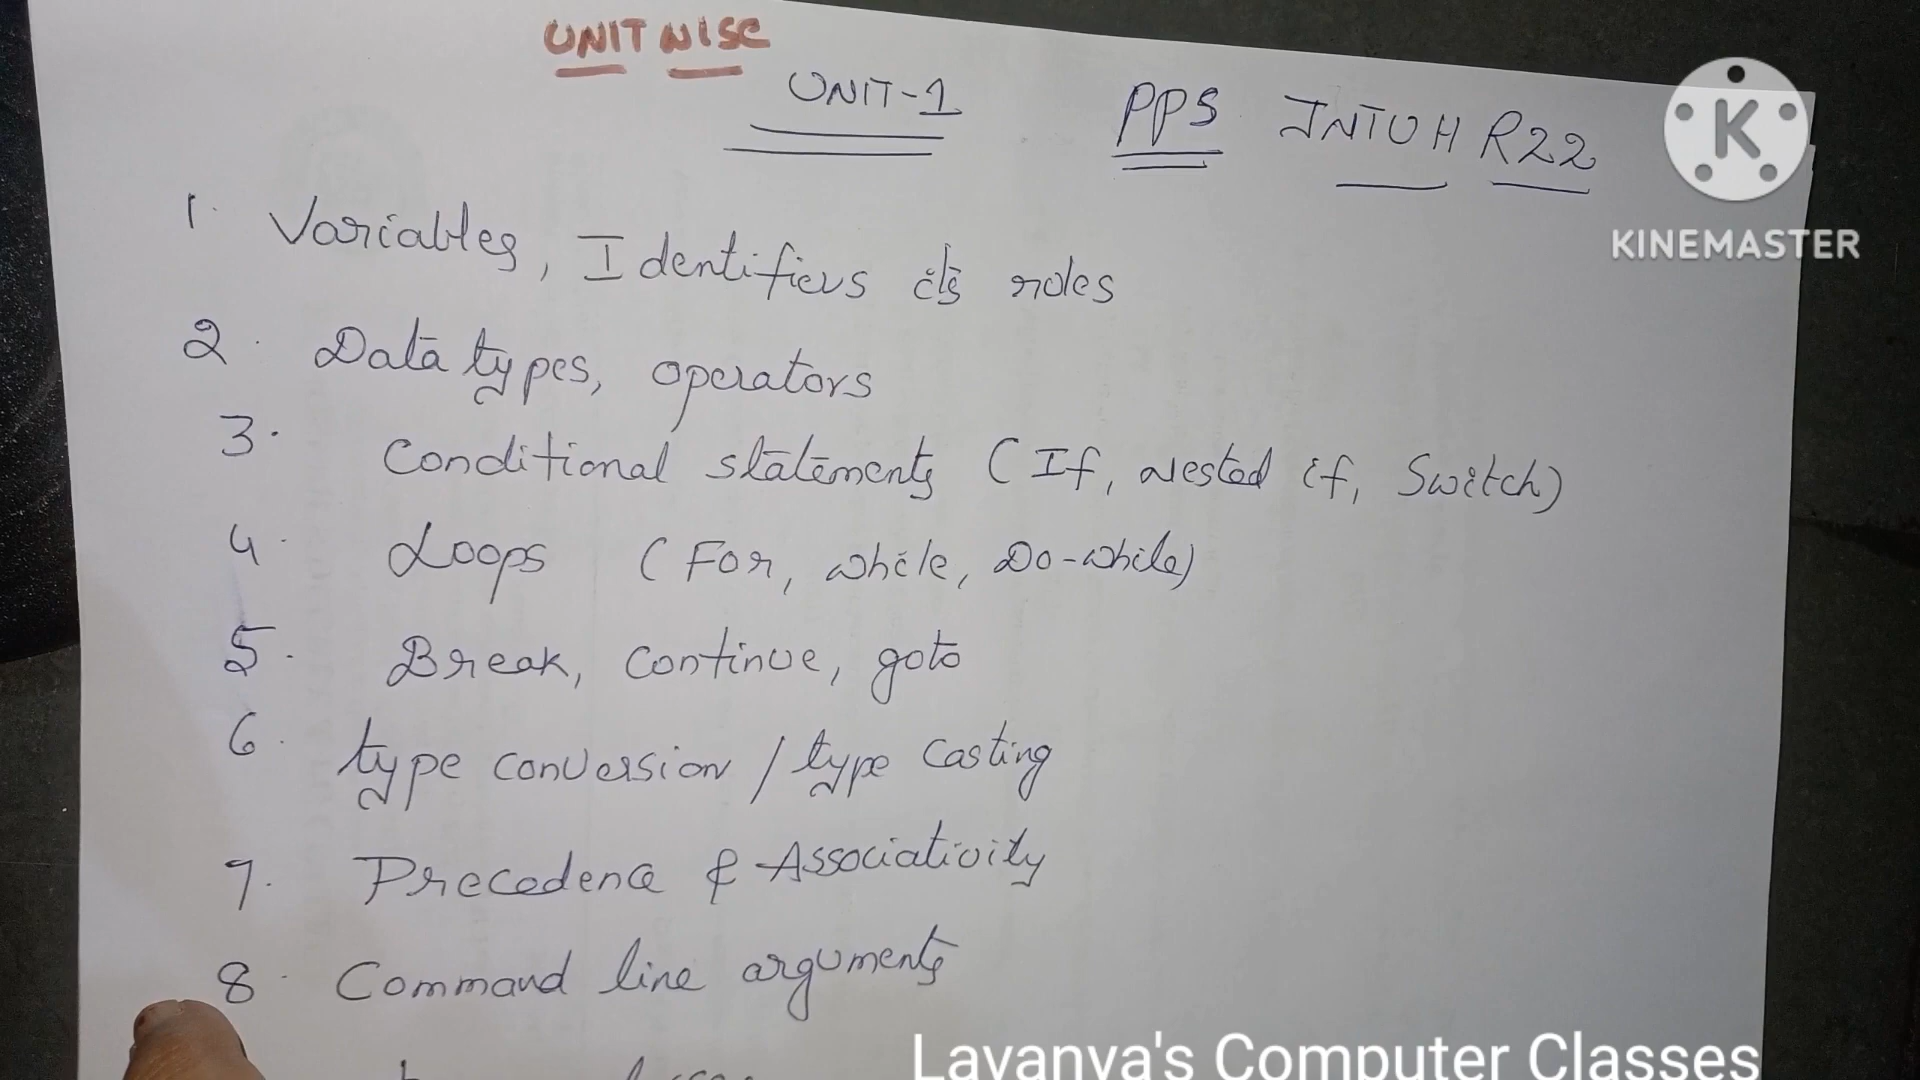 UNIT WISE
UNIT-1
PPS JNTUH R22
K
KINEMASTER
1. Variables, Identifiers its rules
2. Data types, operators
3. Conditional statements (If, Nested if, Switch)
4. Loops (For, while, Do-while)
5. Break, Continue, goto
6. type conversion / type casting
7. Precedence & Associativity
8. Command line arguments
Lavanya's Computer Classes